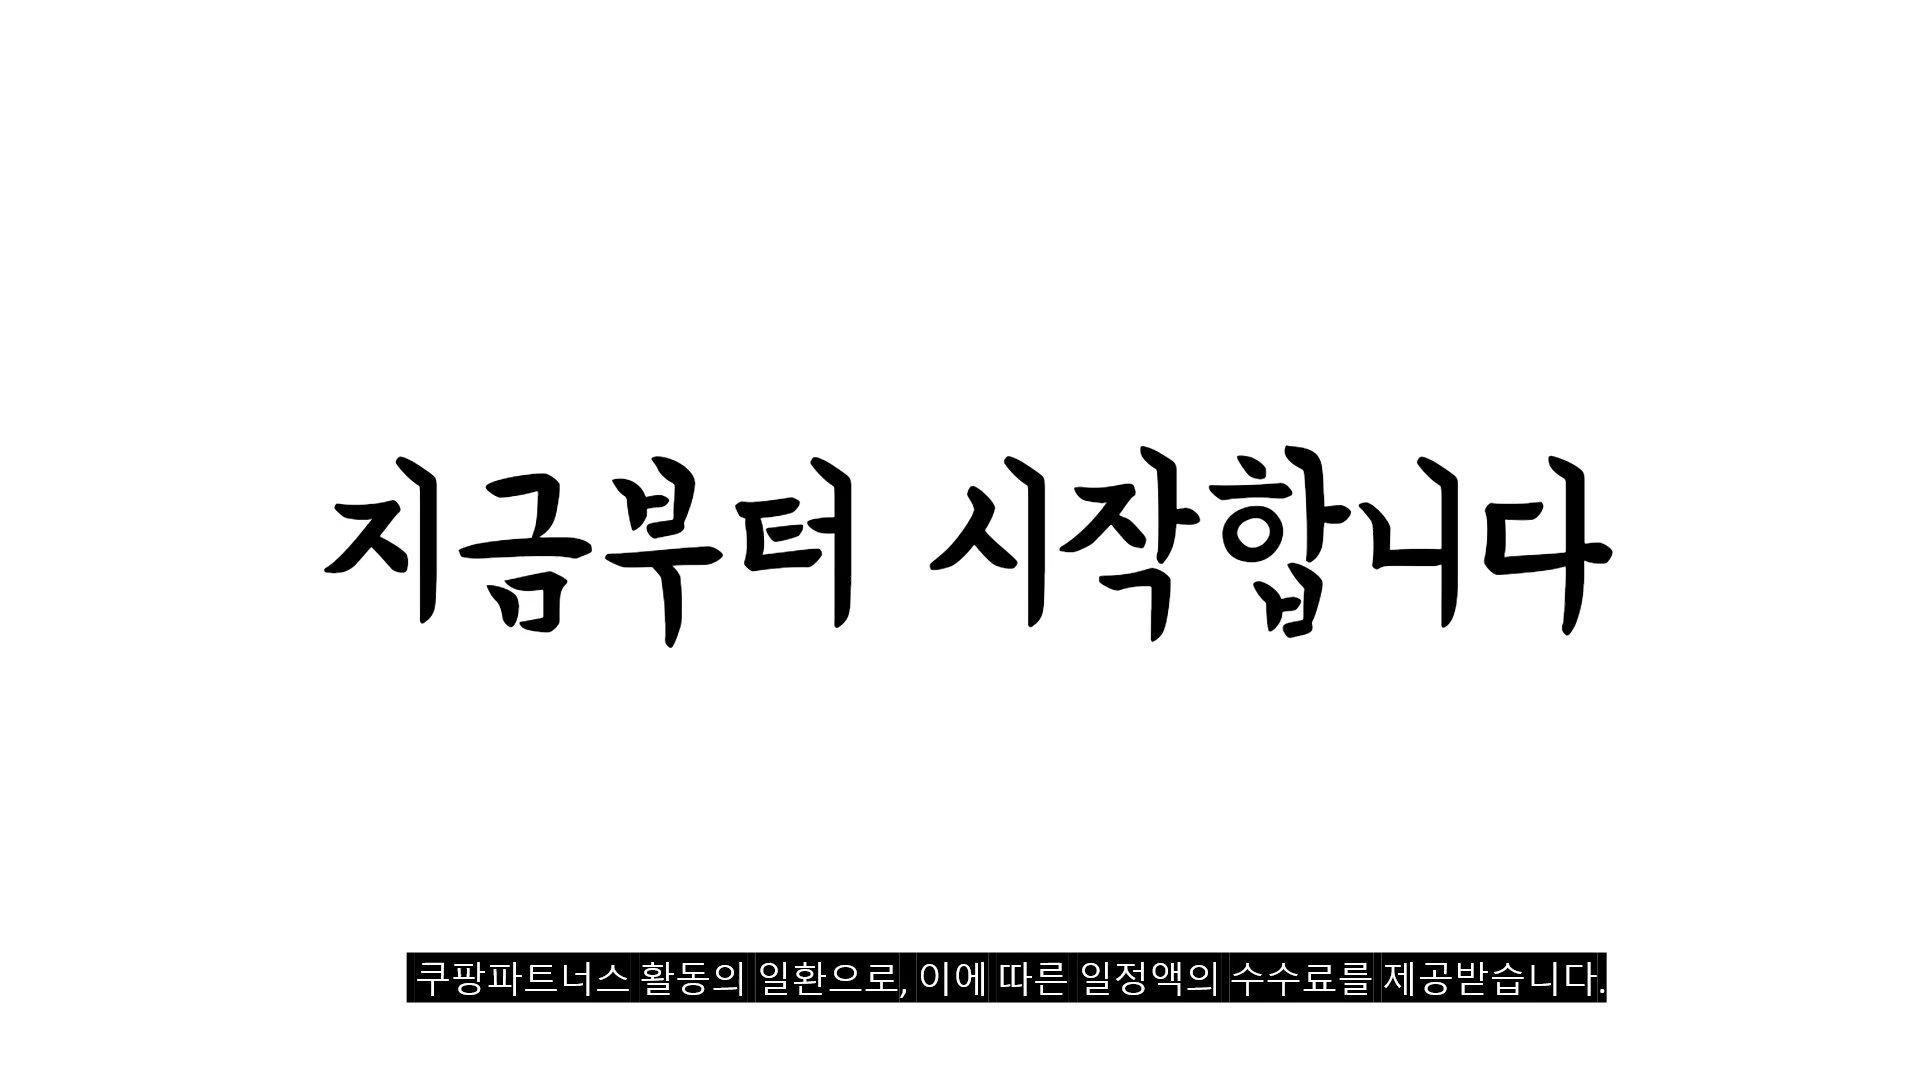 지금부터 시작합니다
쿠팡파트너스 활동의 일환으로, 이에 따른 일정액의 수수료를 제공받습니다.